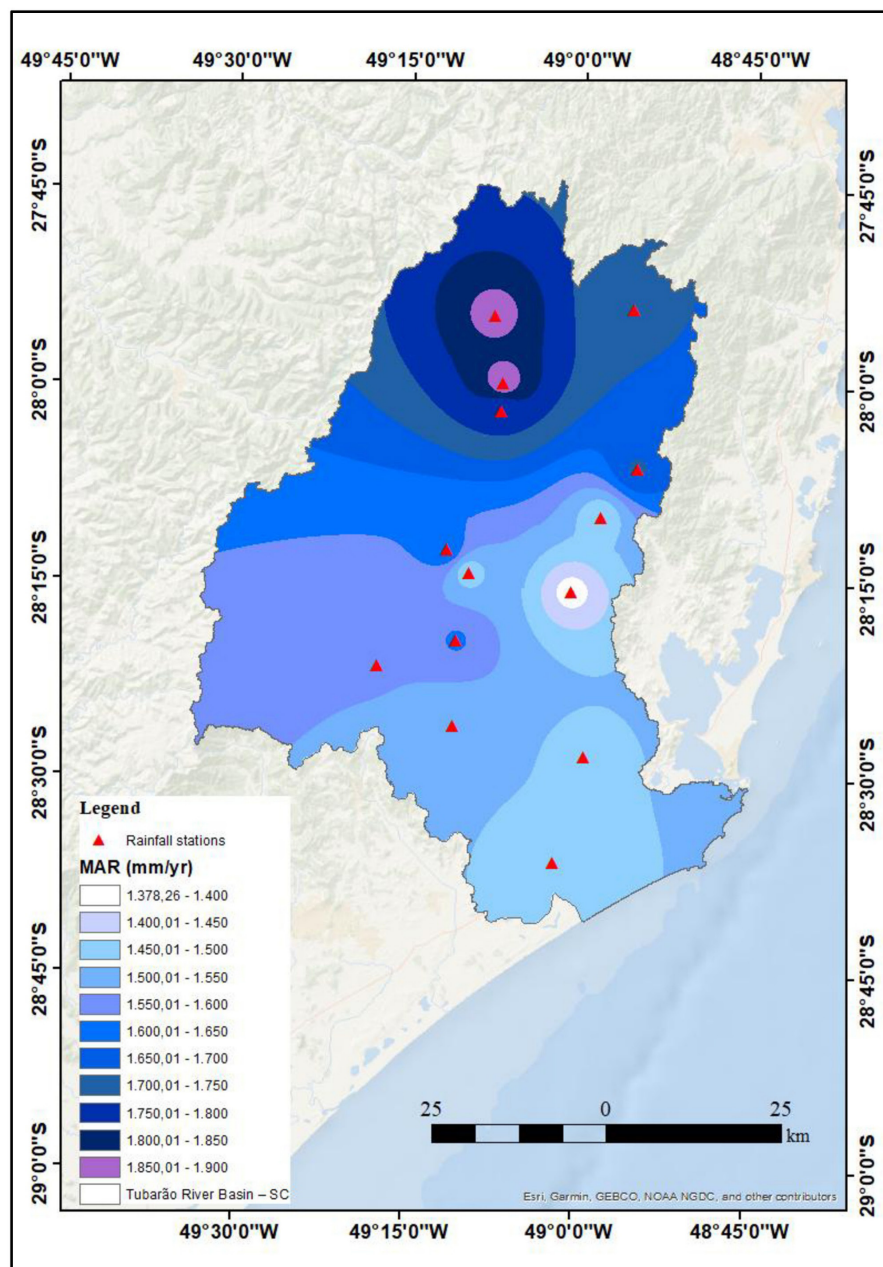 49°45'0"W 49°30'0"W 49°15'0"W 49°0'0"W 48°45'0"W
27°45'0"S
27°45'0"S
28°0'0"S
28°0'0"S
28°15'0"S
28°15'0"S
28°30'0"S
28°30'0"S
Legend
Rainfall stations
MAR (mm/yr)
1.378,26 - 1.400
1.400,01 - 1.450
1.450,01 - 1.500
1.500,01 - 1.550
1.550,01 - 1.600
1.600,01 - 1.650
1.650,01 - 1.700
1.700,01 - 1.750
1.750,01 - 1.800
1.800,01 - 1.850
1.850,01 - 1.900
Tubarão River Basin – SC
28°45'0"S
28°45'0"S
25 0 25
km
29°0'0"S
29°0'0"S
Esri, Garmin, GEBCO, NOAA NGDC, and other contributors
49°30'0"W 49°15'0"W 49°0'0"W 48°45'0"W